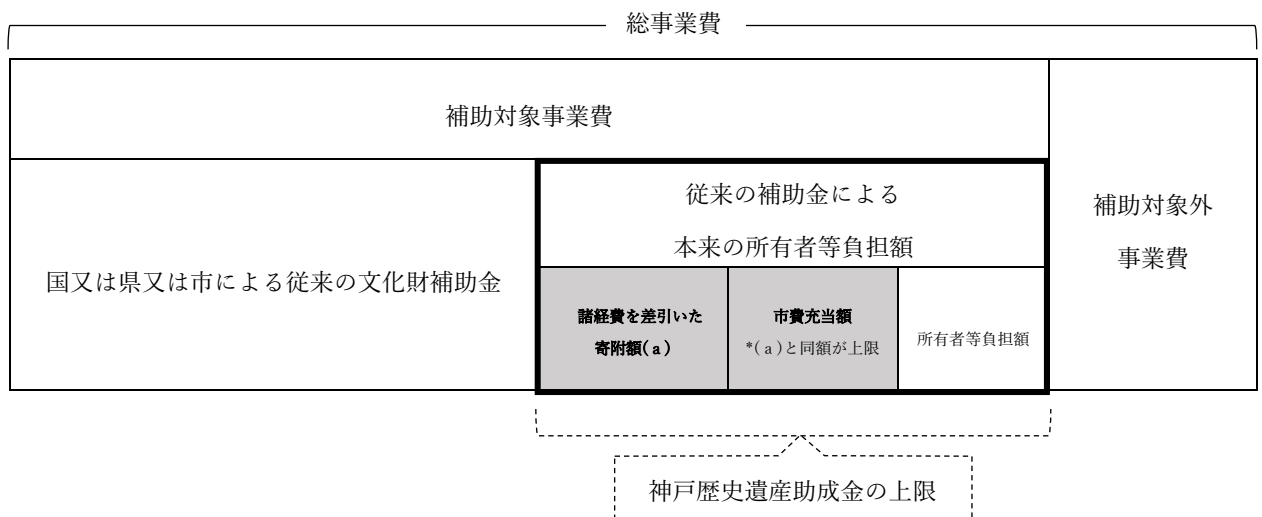 総事業費
補助対象事業費
補助対象外
事業費
国又は県又は市による従来の文化財補助金
従来の補助金による
本来の所有者等負担額
諸経費を差引いた
寄附額(a)
市費充当額
*(a)と同額が上限
所有者等負担額
神戸歴史遺産助成金の上限